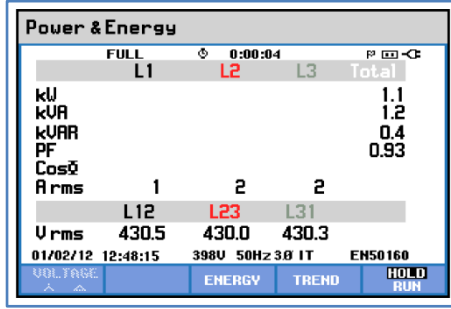 Power & Energy
FULL 0:00:04
L1 L2 L3 Total
kW 1.1
kVA 1.2
kVAR 0.4
PF 0.93
CosΦ
A rms 1 2 2
L12 L23 L31
V rms 430.5 430.0 430.3
01/02/12 12:48:15 398V 50Hz 3Ø IT EN50160
VOLTAGE ENERGY TREND HOLD
RUN